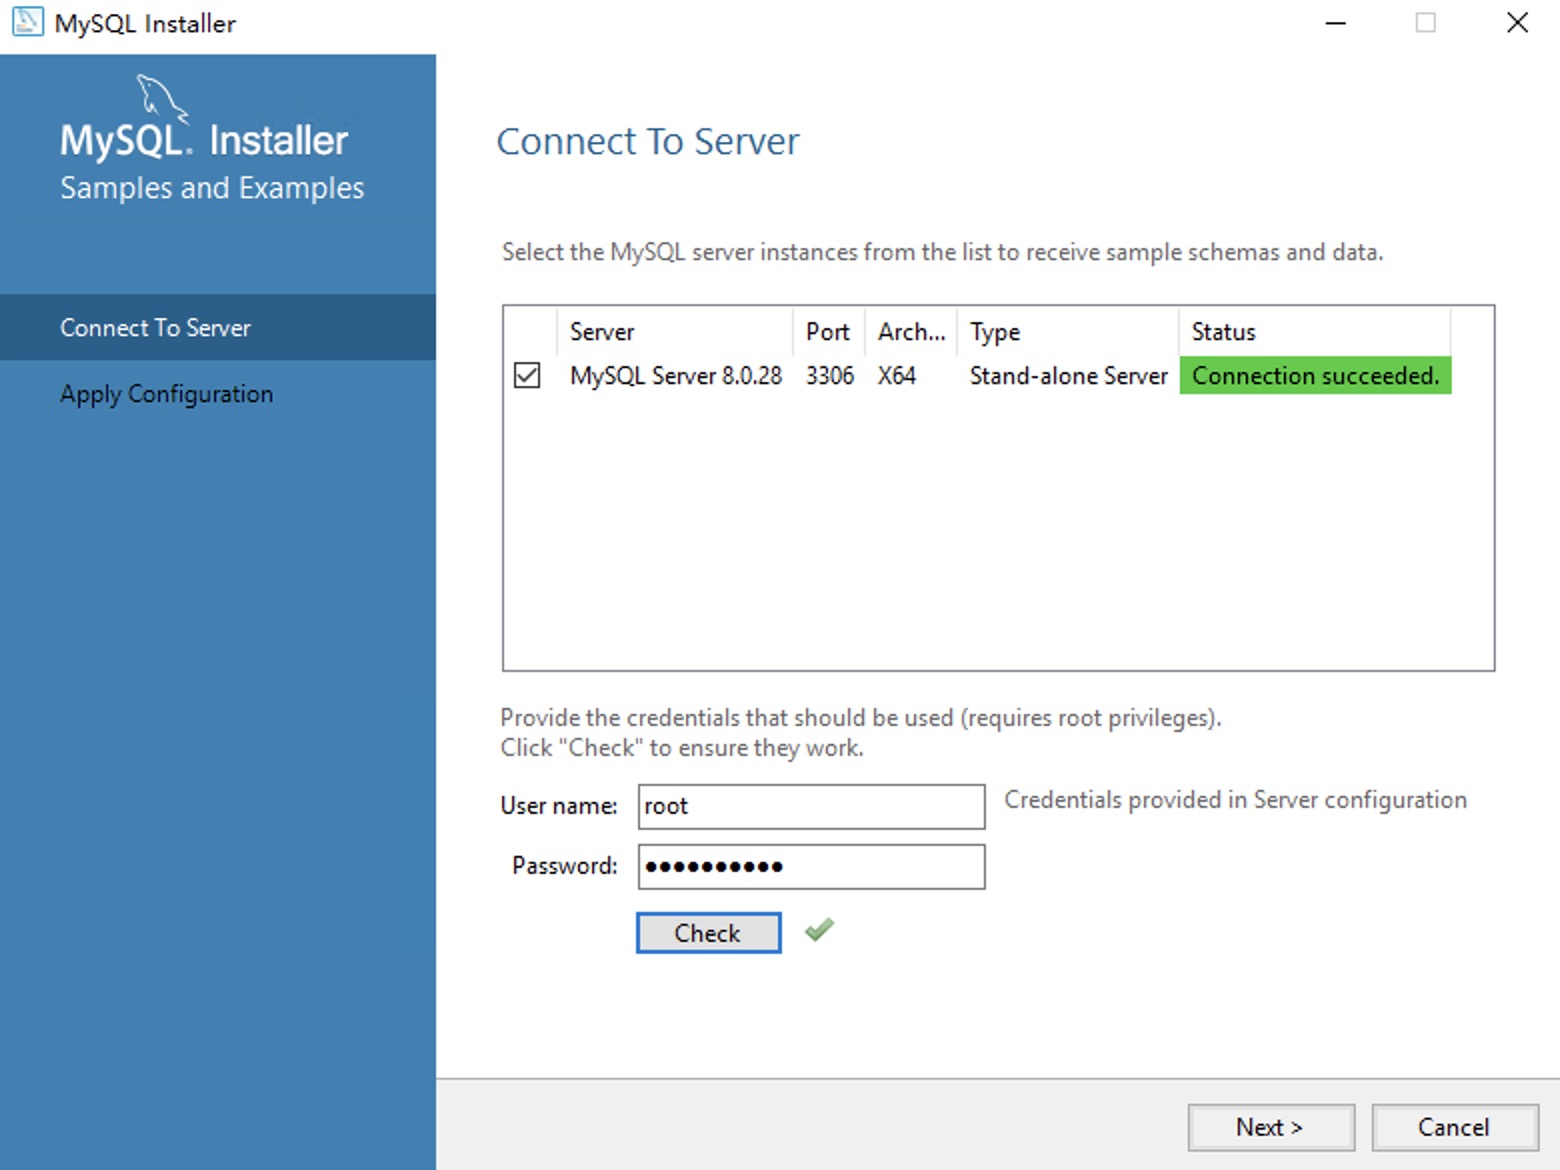 MySQL Installer
MySQL. Installer
Samples and Examples
Connect To Server
Apply Configuration
Connect To Server
Select the MySQL server instances from the list to receive sample schemas and data.
Server Port Arch... Type Status
MySQL Server 8.0.28 3306 X64 Stand-alone Server Connection succeeded.
Provide the credentials that should be used (requires root privileges).
Click "Check" to ensure they work.
User name: root Credentials provided in Server configuration
Password: ●●●●●●●●●●
Check
Next > Cancel